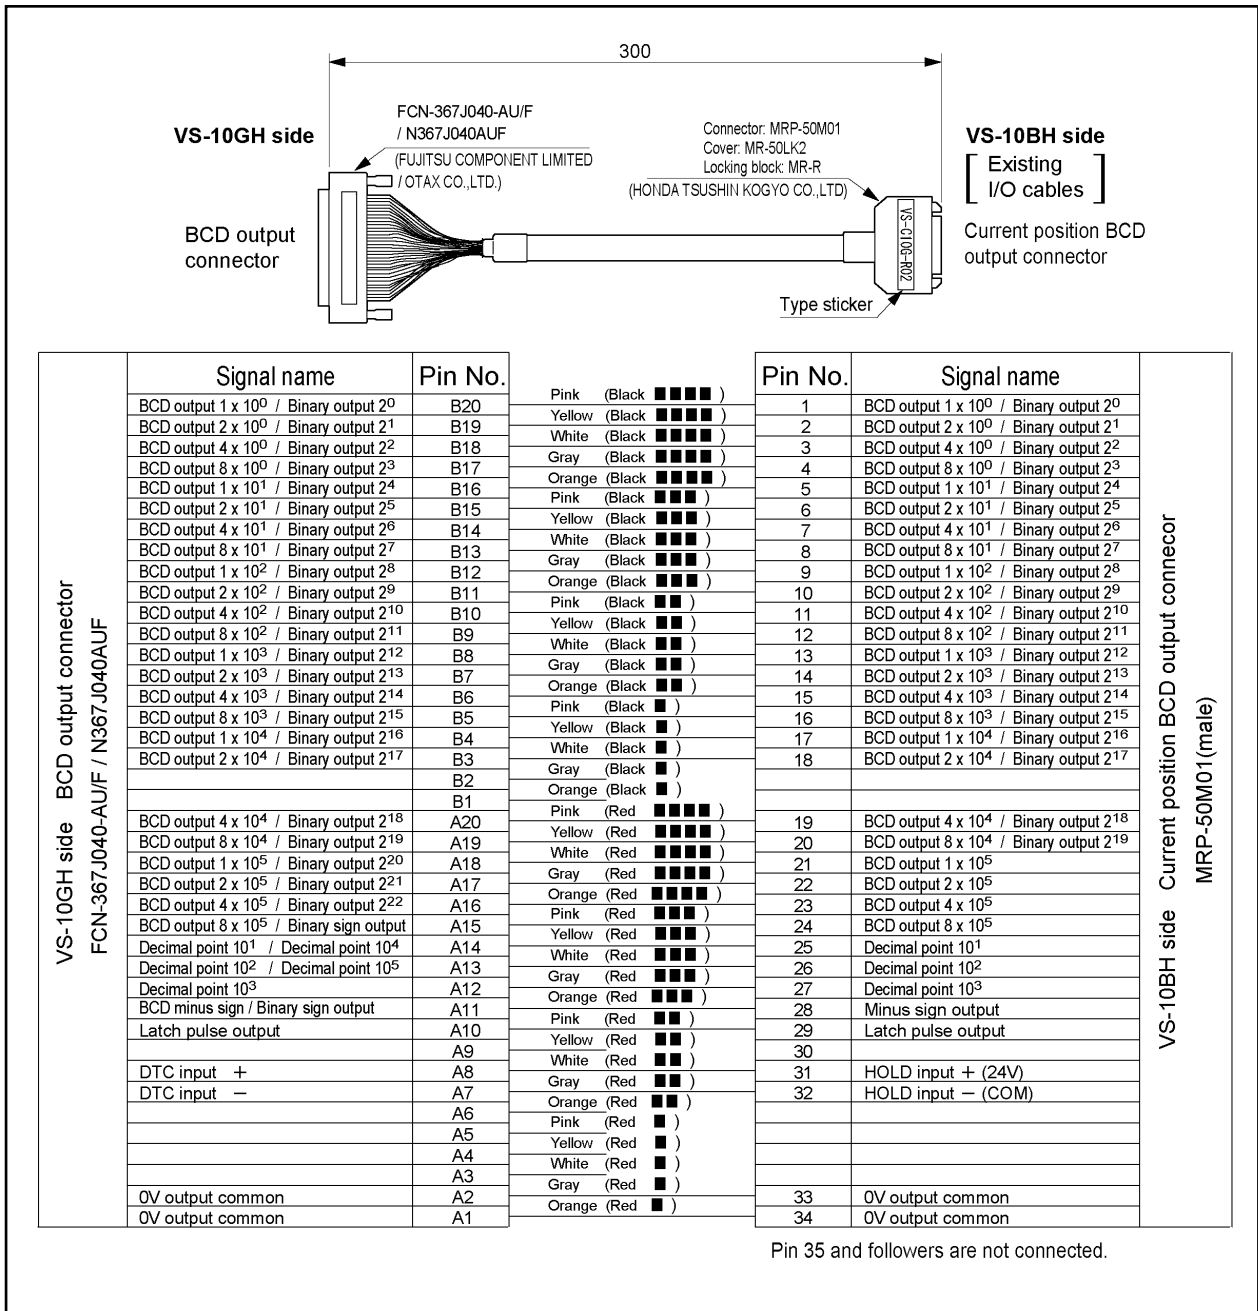 300
FCN-367J040-AU/F
/ N367J040AUF
(FUJITSU COMPONENT LIMITED
/ OTAX CO.,LTD.)
VS-10GH side
BCD output
connector
Connector: MRP-50M01
Cover: MR-50LK2
Locking block: MR-R
(HONDA TSUSHIN KOGYO CO.,LTD)
VS-10BH side
[ Existing
I/O cables ]
Current position BCD
output connector
VS-C10G-R02
Type sticker
VS-10GH side BCD output connector
FCN-367J040-AU/F / N367J040AUF
Signal name Pin No. Pin No. Signal name
Pink (Black ■■■■ )
BCD output 1 x 10⁰ / Binary output 2⁰ B20 1 BCD output 1 x 10⁰ / Binary output 2⁰
Yellow (Black ■■■■ )
BCD output 2 x 10⁰ / Binary output 2¹ B19 2 BCD output 2 x 10⁰ / Binary output 2¹
White (Black ■■■■ )
BCD output 4 x 10⁰ / Binary output 2² B18 3 BCD output 4 x 10⁰ / Binary output 2²
Gray (Black ■■■■ )
BCD output 8 x 10⁰ / Binary output 2³ B17 4 BCD output 8 x 10⁰ / Binary output 2³
Orange (Black ■■■■ )
BCD output 1 x 10¹ / Binary output 2⁴ B16 5 BCD output 1 x 10¹ / Binary output 2⁴
Pink (Black ■■■ )
BCD output 2 x 10¹ / Binary output 2⁵ B15 6 BCD output 2 x 10¹ / Binary output 2⁵
Yellow (Black ■■■ )
BCD output 4 x 10¹ / Binary output 2⁶ B14 7 BCD output 4 x 10¹ / Binary output 2⁶
White (Black ■■■ )
BCD output 8 x 10¹ / Binary output 2⁷ B13 8 BCD output 8 x 10¹ / Binary output 2⁷
Gray (Black ■■■ )
BCD output 1 x 10² / Binary output 2⁸ B12 9 BCD output 1 x 10² / Binary output 2⁸
Orange (Black ■■■ )
BCD output 2 x 10² / Binary output 2⁹ B11 10 BCD output 2 x 10² / Binary output 2⁹
Pink (Black ■■ )
BCD output 4 x 10² / Binary output 2¹⁰ B10 11 BCD output 4 x 10² / Binary output 2¹⁰
Yellow (Black ■■ )
BCD output 8 x 10² / Binary output 2¹¹ B9 12 BCD output 8 x 10² / Binary output 2¹¹
White (Black ■■ )
BCD output 1 x 10³ / Binary output 2¹² B8 13 BCD output 1 x 10³ / Binary output 2¹²
Gray (Black ■■ )
BCD output 2 x 10³ / Binary output 2¹³ B7 14 BCD output 2 x 10³ / Binary output 2¹³
Orange (Black ■■ )
BCD output 4 x 10³ / Binary output 2¹⁴ B6 15 BCD output 4 x 10³ / Binary output 2¹⁴
Pink (Black ■ )
BCD output 8 x 10³ / Binary output 2¹⁵ B5 16 BCD output 8 x 10³ / Binary output 2¹⁵
Yellow (Black ■ )
BCD output 1 x 10⁴ / Binary output 2¹⁶ B4 17 BCD output 1 x 10⁴ / Binary output 2¹⁶
White (Black ■ )
BCD output 2 x 10⁴ / Binary output 2¹⁷ B3 18 BCD output 2 x 10⁴ / Binary output 2¹⁷
Gray (Black ■ )
B2
Orange (Black ■ )
B1
Pink (Red ■■■■ )
BCD output 4 x 10⁴ / Binary output 2¹⁸ A20 19 BCD output 4 x 10⁴ / Binary output 2¹⁸
Yellow (Red ■■■■ )
BCD output 8 x 10⁴ / Binary output 2¹⁹ A19 20 BCD output 8 x 10⁴ / Binary output 2¹⁹
White (Red ■■■■ )
BCD output 1 x 10⁵ / Binary output 2²⁰ A18 21 BCD output 1 x 10⁵
Gray (Red ■■■■ )
BCD output 2 x 10⁵ / Binary output 2²¹ A17 22 BCD output 2 x 10⁵
Orange (Red ■■■■ )
BCD output 4 x 10⁵ / Binary output 2²² A16 23 BCD output 4 x 10⁵
Pink (Red ■■■ )
BCD output 8 x 10⁵ / Binary sign output A15 24 BCD output 8 x 10⁵
Yellow (Red ■■■ )
Decimal point 10¹ / Decimal point 10⁴ A14 25 Decimal point 10¹
White (Red ■■■ )
Decimal point 10² / Decimal point 10⁵ A13 26 Decimal point 10²
Gray (Red ■■■ )
Decimal point 10³ A12 27 Decimal point 10³
Orange (Red ■■■ )
BCD minus sign / Binary sign output A11 28 Minus sign output
Pink (Red ■■ )
Latch pulse output A10 29 Latch pulse output
Yellow (Red ■■ )
A9 30
White (Red ■■ )
DTC input + A8 31 HOLD input + (24V)
Gray (Red ■■ )
DTC input − A7 32 HOLD input − (COM)
Orange (Red ■■ )
A6
Pink (Red ■ )
A5
Yellow (Red ■ )
A4
White (Red ■ )
A3
Gray (Red ■ )
0V output common A2 33 0V output common
Orange (Red ■ )
0V output common A1 34 0V output common
VS-10BH side Current position BCD output connecor
MRP-50M01(male)
Pin 35 and followers are not connected.